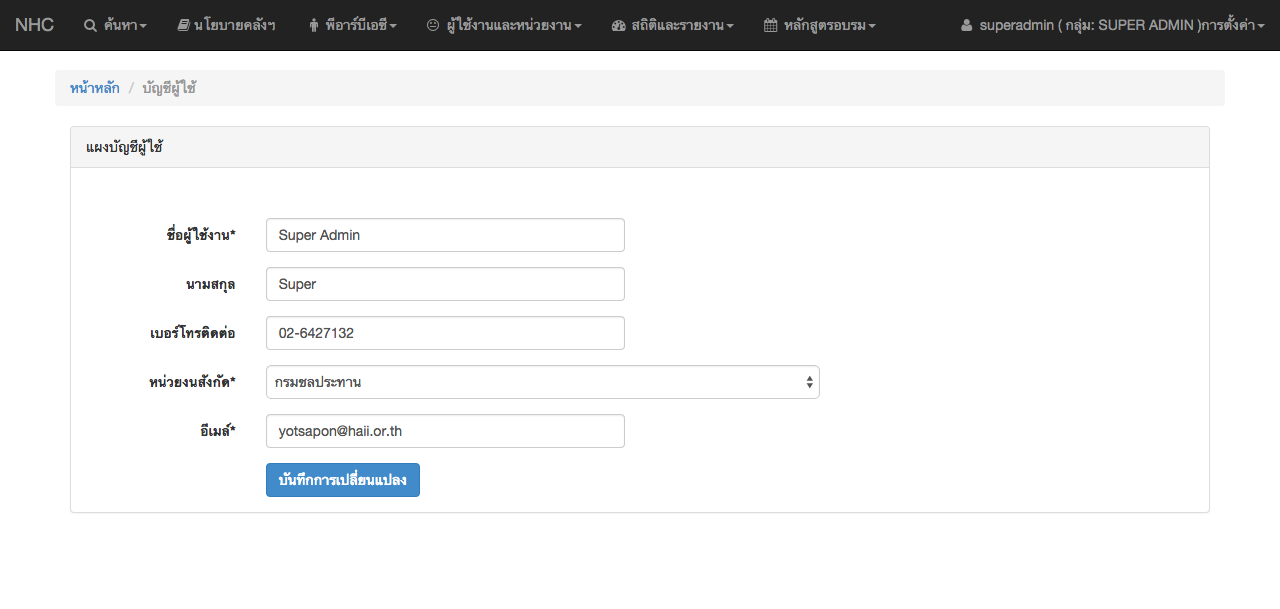 NHC ค้นหา นโยบายคลังฯ พีอาร์บีเอซี ผู้ใช้งานและหน่วยงาน สถิติและรายงาน หลักสูตรอบรม superadmin ( กลุ่ม: SUPER ADMIN )การตั้งค่า
หน้าหลัก / บัญชีผู้ใช้
แผงบัญชีผู้ใช้
ชื่อผู้ใช้งาน* Super Admin
นามสกุล Super
เบอร์โทรติดต่อ 02-6427132
หน่วยงนสังกัด* กรมชลประทาน
อีเมล์* yotsapon@haii.or.th
บันทึกการเปลี่ยนแปลง